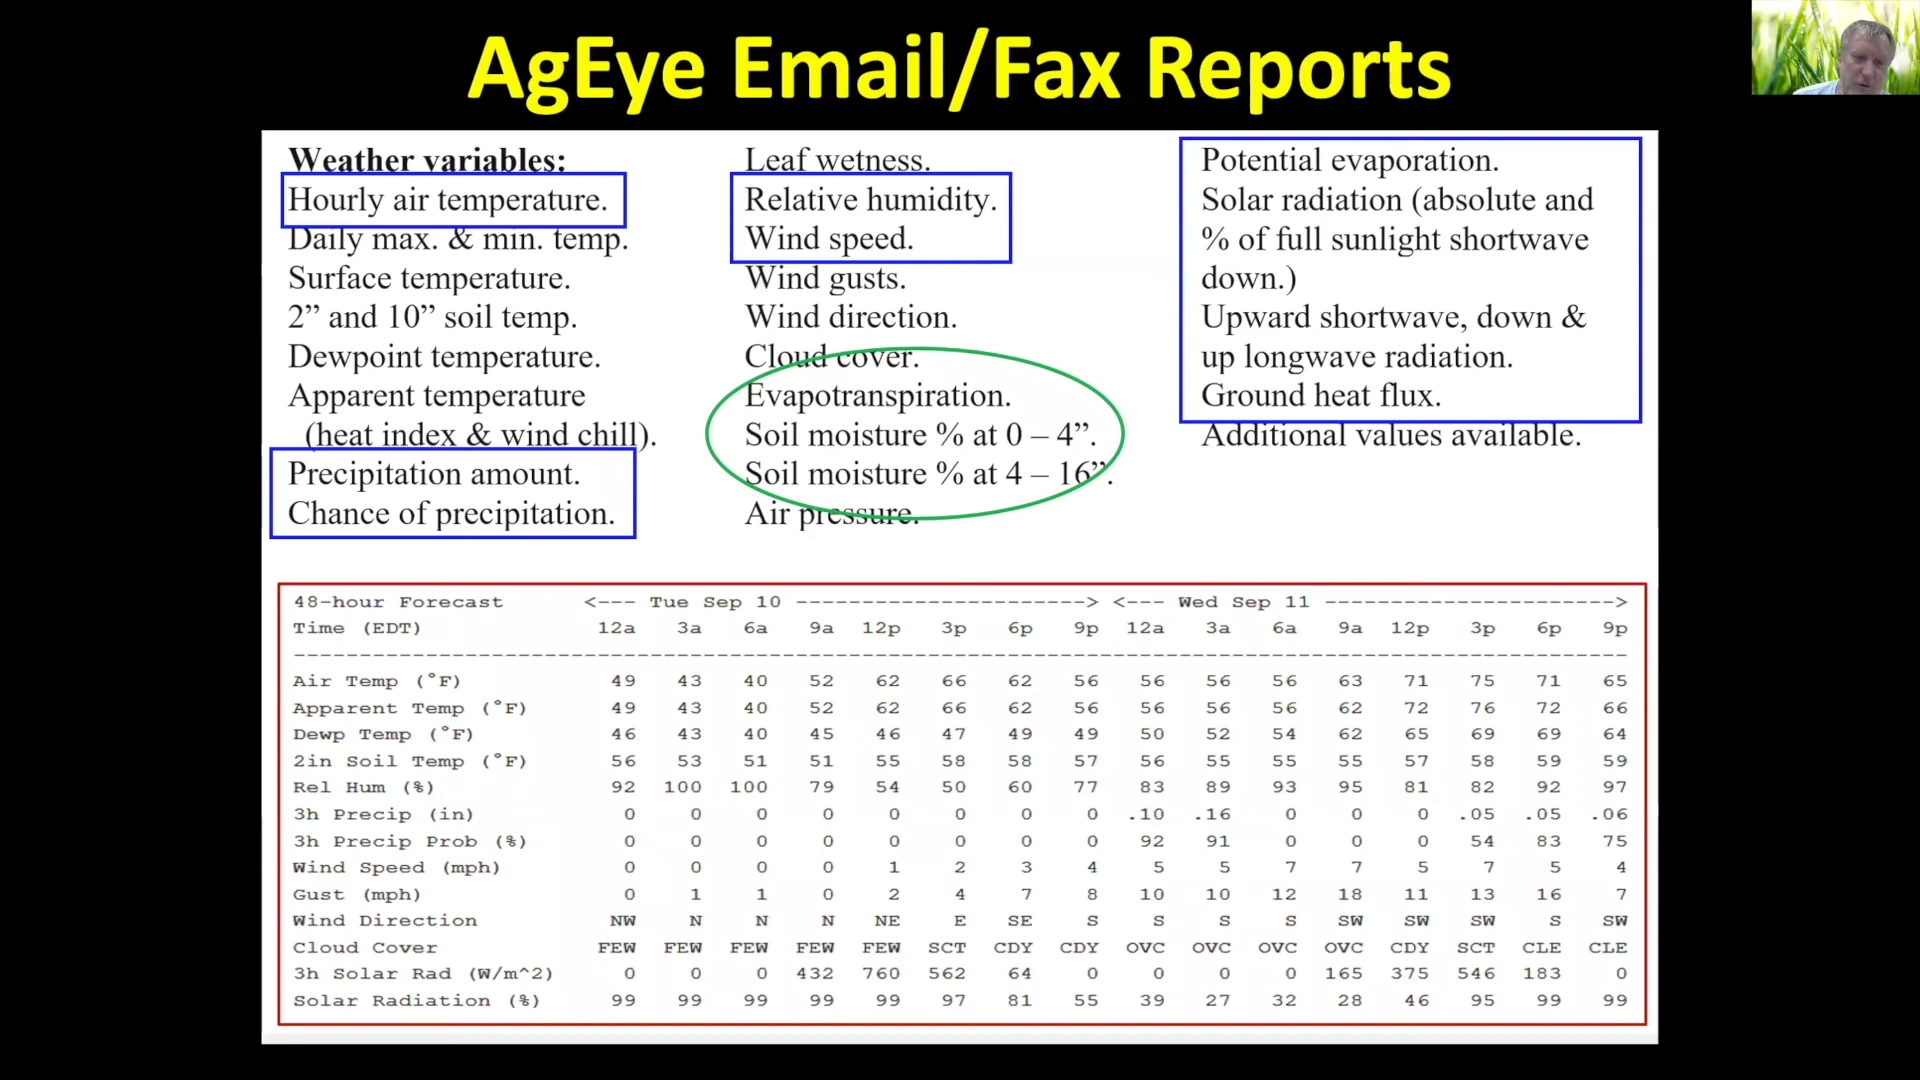 AgEye Email/Fax Reports
Weather variables:
Hourly air temperature.
Daily max. & min. temp.
Surface temperature.
2” and 10” soil temp.
Dewpoint temperature.
Apparent temperature
(heat index & wind chill).
Precipitation amount.
Chance of precipitation.
Leaf wetness.
Relative humidity.
Wind speed.
Wind gusts.
Wind direction.
Cloud cover.
Evapotranspiration.
Soil moisture % at 0 – 4”.
Soil moisture % at 4 – 16”.
Air pressure.
Potential evaporation.
Solar radiation (absolute and
% of full sunlight shortwave
down.)
Upward shortwave, down &
up longwave radiation.
Ground heat flux.
Additional values available.
48-hour Forecast <--- Tue Sep 10 ----------------------> <--- Wed Sep 11 ---------------------->
Time (EDT) 12a 3a 6a 9a 12p 3p 6p 9p 12a 3a 6a 9a 12p 3p 6p 9p
Air Temp (°F) 49 43 40 52 62 66 62 56 56 56 56 63 71 75 71 65
Apparent Temp (°F) 49 43 40 52 62 66 62 56 56 56 56 62 72 76 72 66
Dewp Temp (°F) 46 43 40 45 46 47 49 49 50 52 54 62 65 69 69 64
2in Soil Temp (°F) 56 53 51 51 55 58 58 57 56 55 55 55 57 58 59 59
Rel Hum (%) 92 100 100 79 54 50 60 77 83 89 93 95 81 82 92 97
3h Precip (in) 0 0 0 0 0 0 0 0 .10 .16 0 0 0 .05 .05 .06
3h Precip Prob (%) 0 0 0 0 0 0 0 0 92 91 0 0 0 54 83 75
Wind Speed (mph) 0 0 0 0 1 2 3 4 5 5 7 7 5 7 5 4
Gust (mph) 0 1 1 0 2 4 7 8 10 10 12 18 11 13 16 7
Wind Direction NW N N N NE E SE S S S S SW SW SW S SW
Cloud Cover FEW FEW FEW FEW FEW SCT CDY CDY OVC OVC OVC OVC CDY SCT CLE CLE
3h Solar Rad (W/m^2) 0 0 0 432 760 562 64 0 0 0 0 165 375 546 183 0
Solar Radiation (%) 99 99 99 99 99 97 81 55 39 27 32 28 46 95 99 99